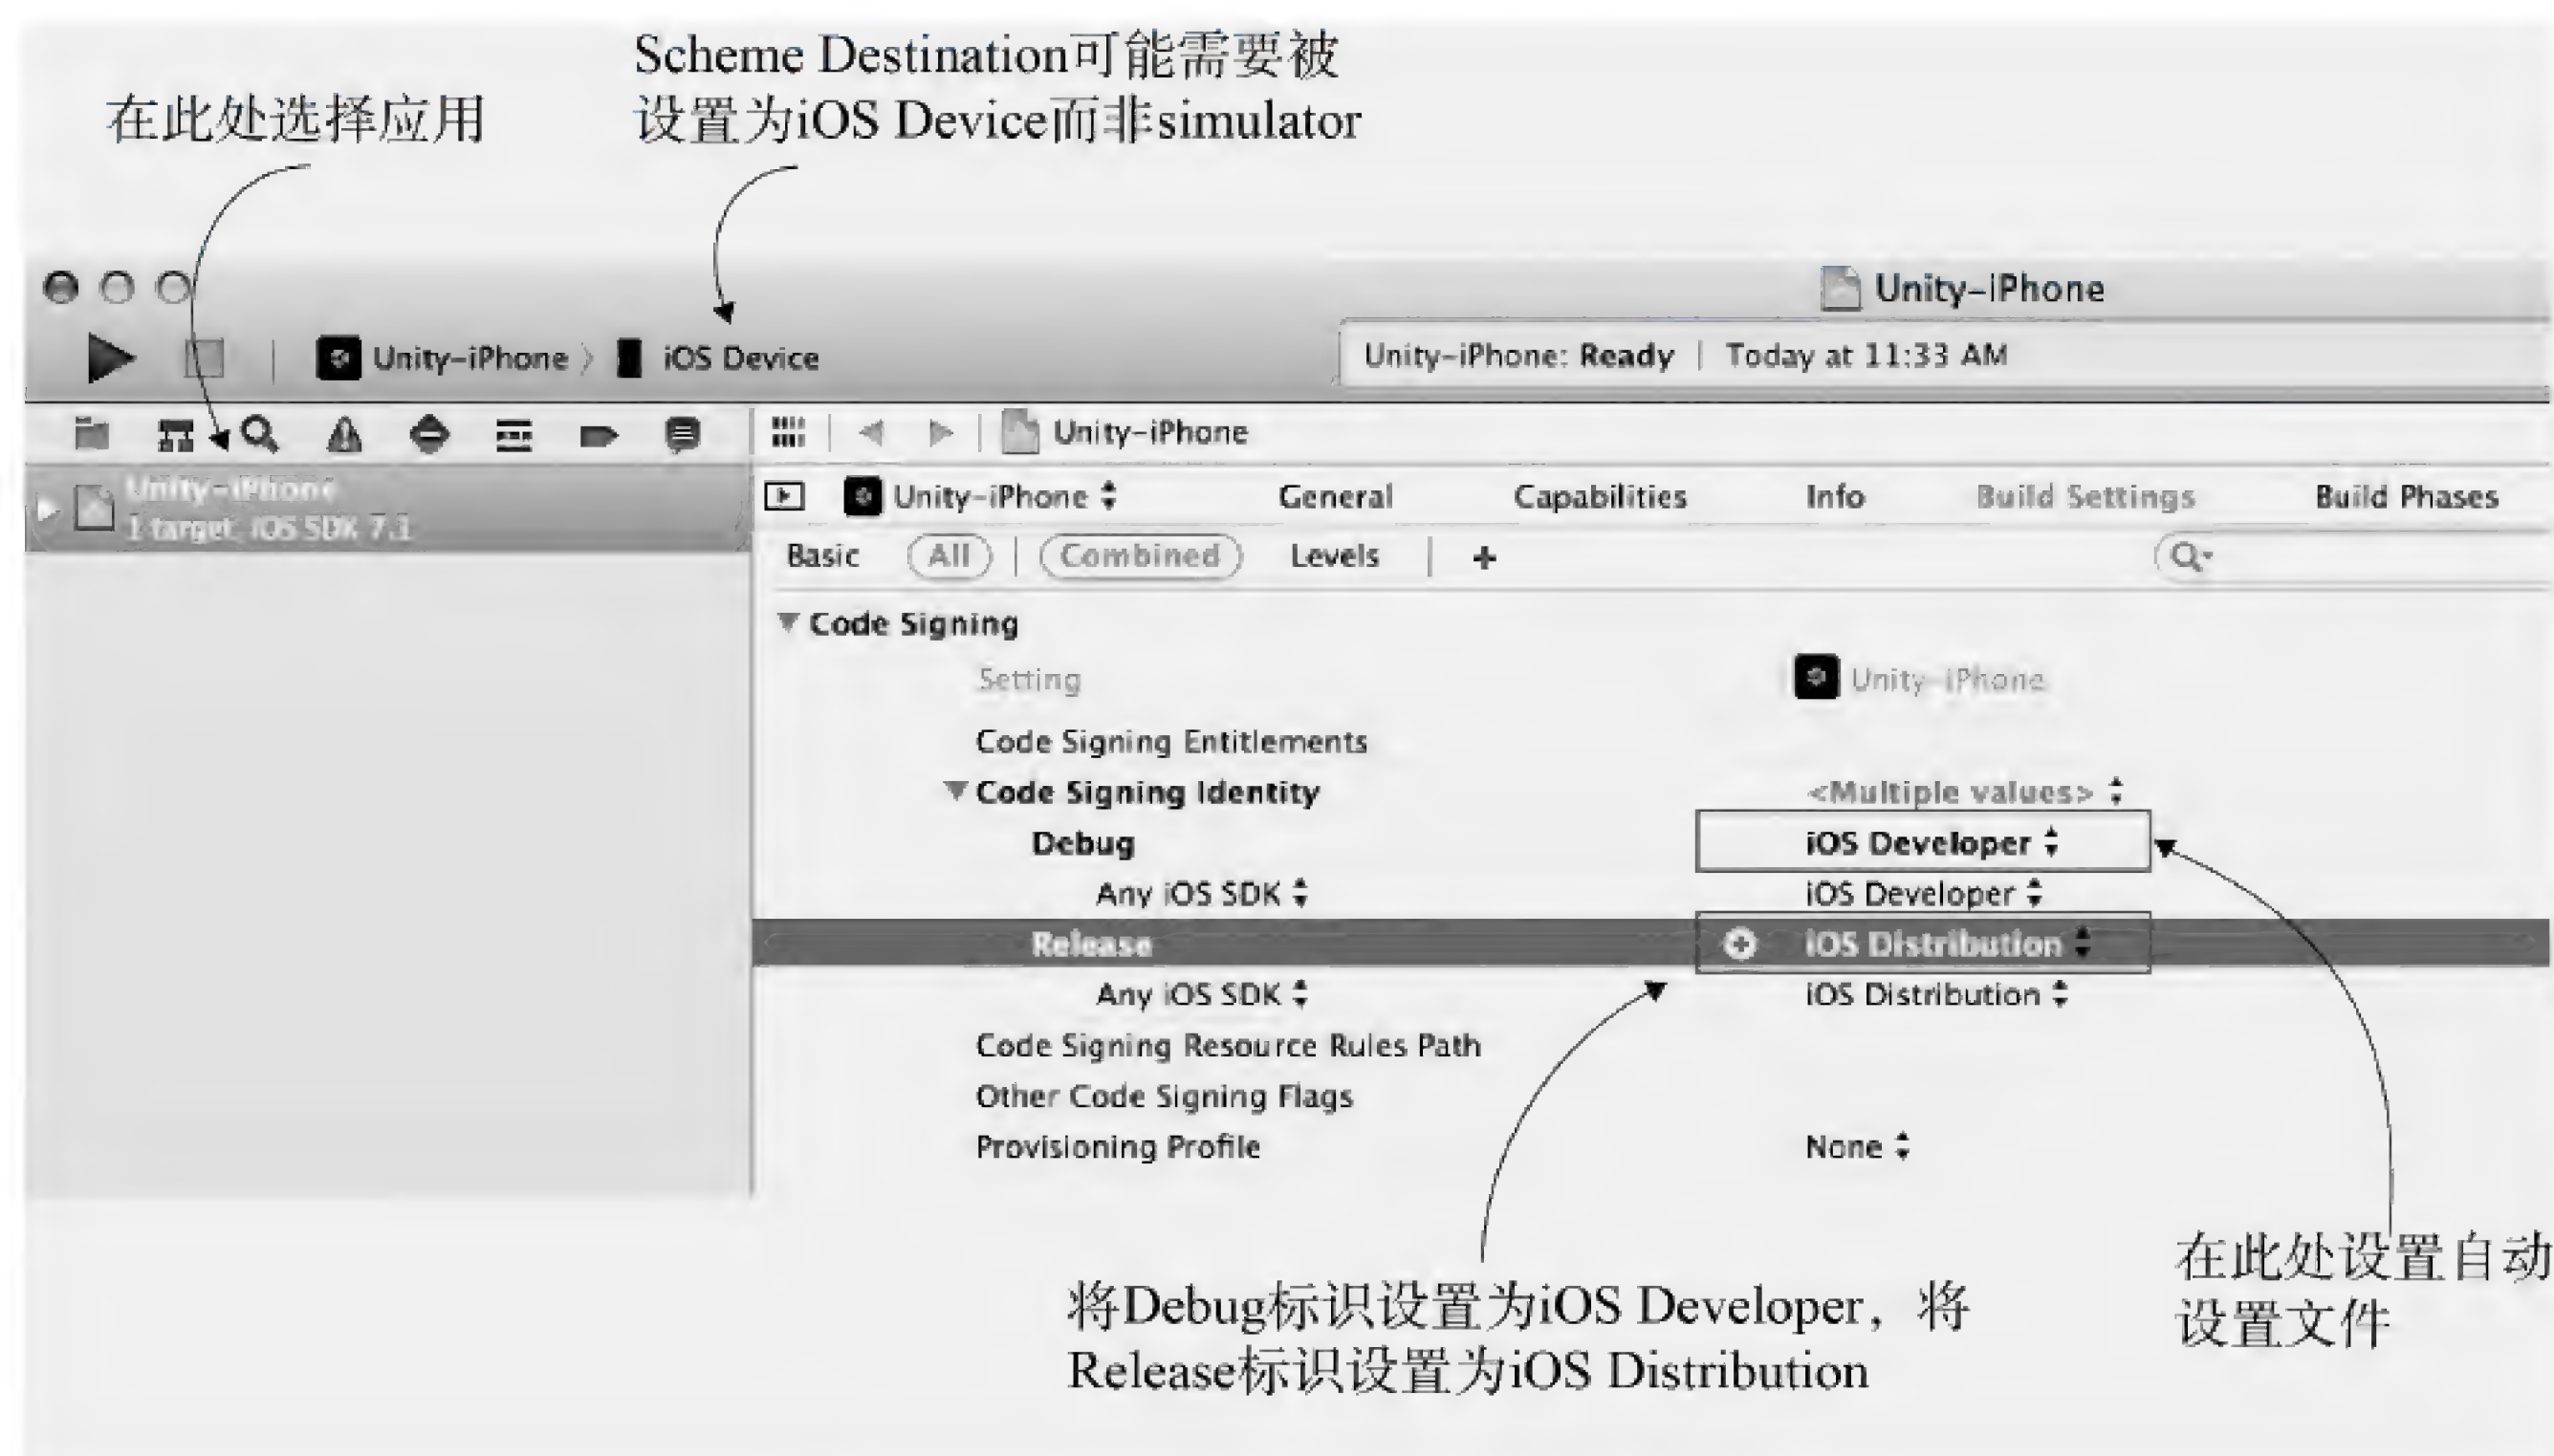 Scheme Destination可能需要被
设置为iOS Device而非simulator
在此处选择应用
Unity-iPhone
Unity-iPhone
iOS Device
Unity-iPhone: Ready | Today at 11:33 AM
Unity-iPhone
Unity-iPhone
1 target, iOS SDK 7.1
Unity-iPhone General Capabilities Info Build Settings Build Phases
Basic All Combined Levels +
Code Signing
Setting Unity-iPhone
Code Signing Entitlements
Code Signing Identity <Multiple values>
Debug iOS Developer
Any iOS SDK iOS Developer
Release iOS Distribution
Any iOS SDK iOS Distribution
Code Signing Resource Rules Path
Other Code Signing Flags
Provisioning Profile None
在此处设置自动
设置文件
将Debug标识设置为iOS Developer，将
Release标识设置为iOS Distribution